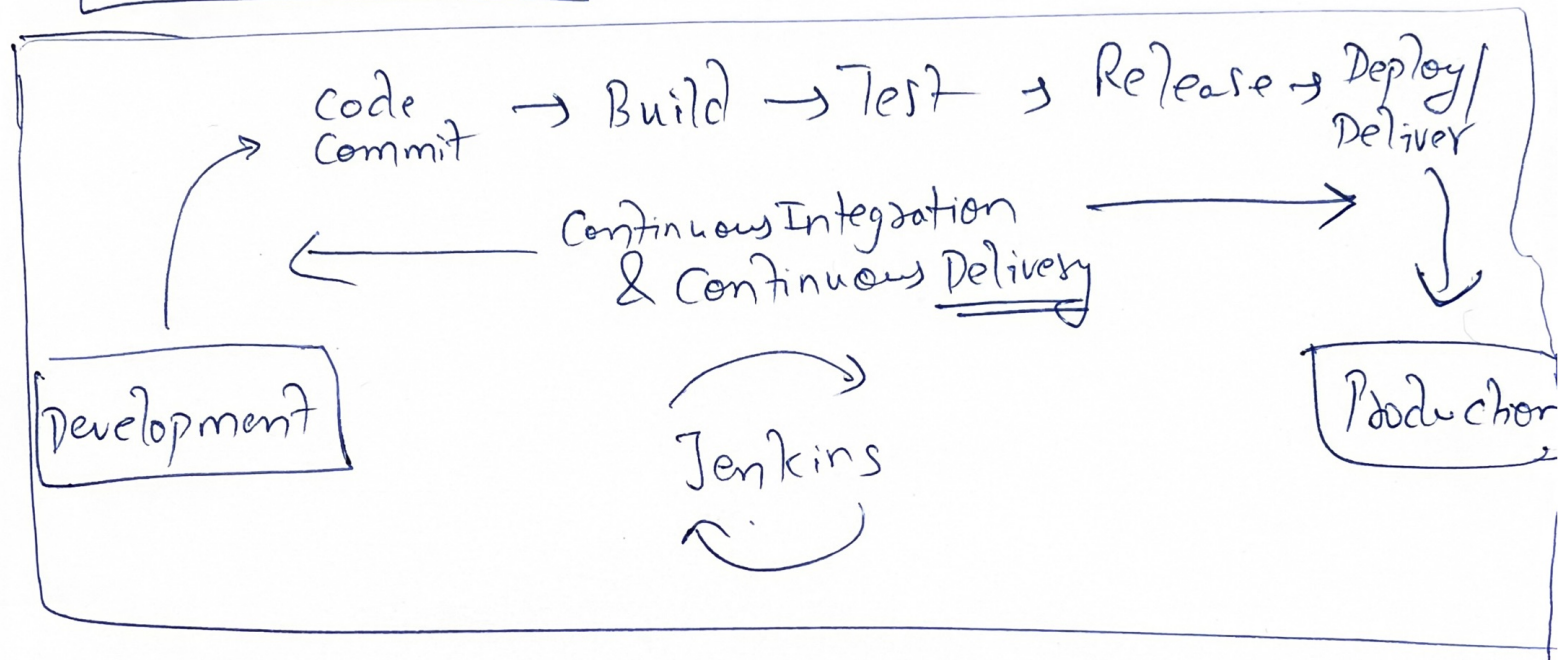 Code → Build → Test → Release → Deploy/
Commit Deliver
Continuous Integration
& Continuous Delivery
Development
Production
Jenkins